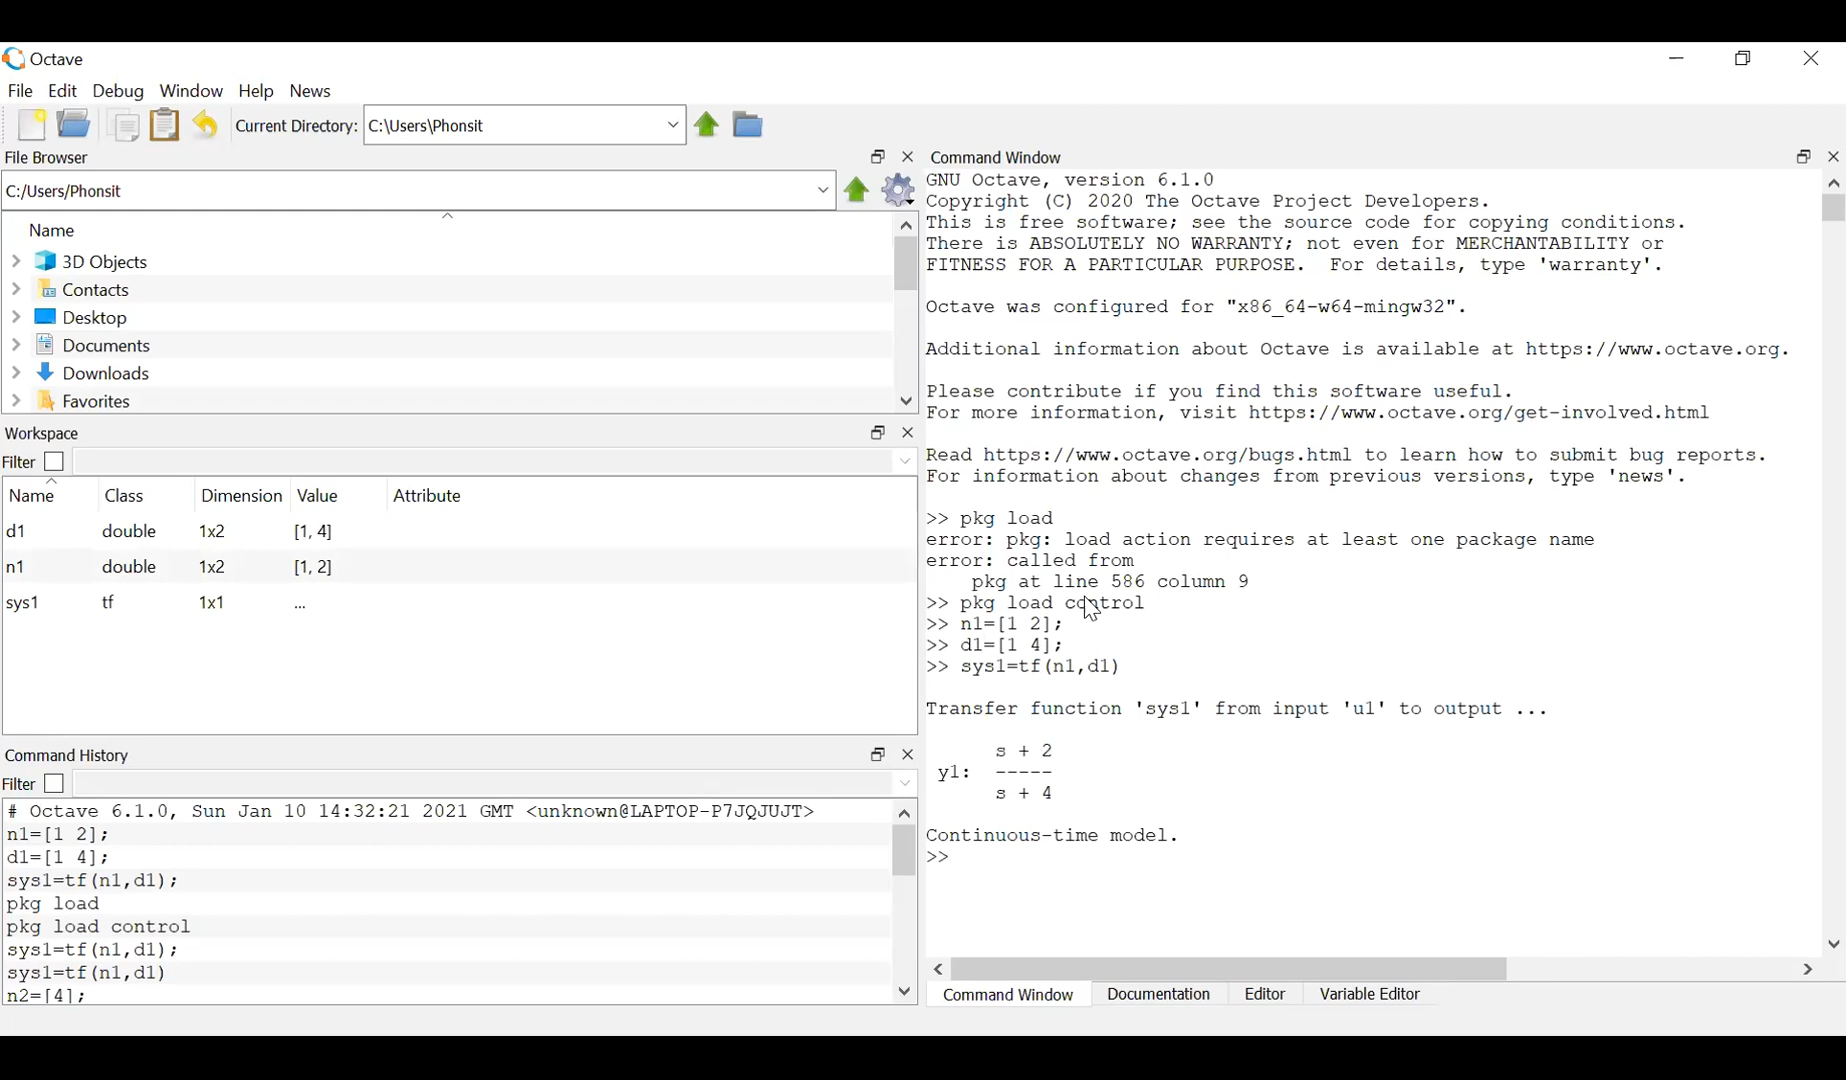 Octave
File Edit Debug Window Help News
Current Directory: C:\Users\Phonsit
File Browser
C:/Users/Phonsit
Name
3D Objects
Contacts
Desktop
Documents
Downloads
Favorites
Workspace
Filter
Name Class Dimension Value Attribute
d1 double 1x2 [1, 4]
n1 double 1x2 [1, 2]
sys1 tf 1x1 ...
Command History
Filter
# Octave 6.1.0, Sun Jan 10 14:32:21 2021 GMT <unknown@LAPTOP-P7JQJUJT>
n1=[1 2];
d1=[1 4];
sys1=tf(n1,d1);
pkg load
pkg load control
sys1=tf(n1,d1);
sys1=tf(n1,d1)
n2=[4];
Command Window
GNU Octave, version 6.1.0
Copyright (C) 2020 The Octave Project Developers.
This is free software; see the source code for copying conditions.
There is ABSOLUTELY NO WARRANTY; not even for MERCHANTABILITY or
FITNESS FOR A PARTICULAR PURPOSE.  For details, type 'warranty'.
Octave was configured for "x86_64-w64-mingw32".
Additional information about Octave is available at https://www.octave.org.
Please contribute if you find this software useful.
For more information, visit https://www.octave.org/get-involved.html
Read https://www.octave.org/bugs.html to learn how to submit bug reports.
For information about changes from previous versions, type 'news'.
>> pkg load
error: pkg: load action requires at least one package name
error: called from
pkg at line 586 column 9
>> pkg load control
>> n1=[1 2];
>> d1=[1 4];
>> sys1=tf(n1,d1)
Transfer function 'sys1' from input 'u1' to output ...
s + 2
y1: -----
s + 4
Continuous-time model.
>>
Command Window Documentation Editor Variable Editor